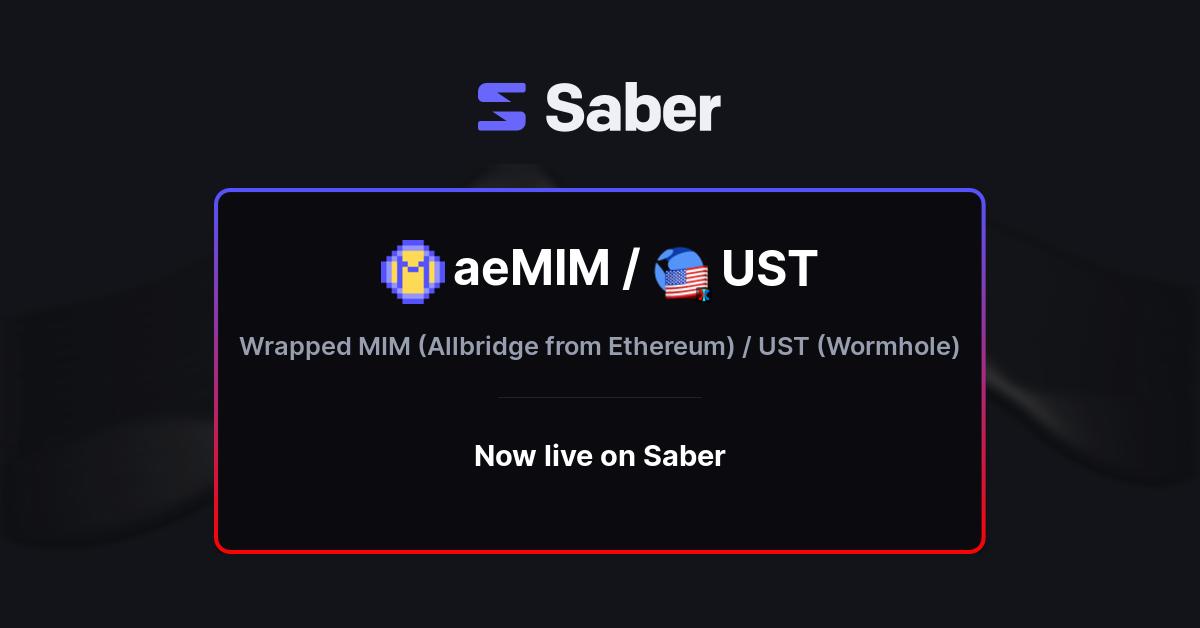 Saber
aeMIM / UST
Wrapped MIM (Allbridge from Ethereum) / UST (Wormhole)
Now live on Saber